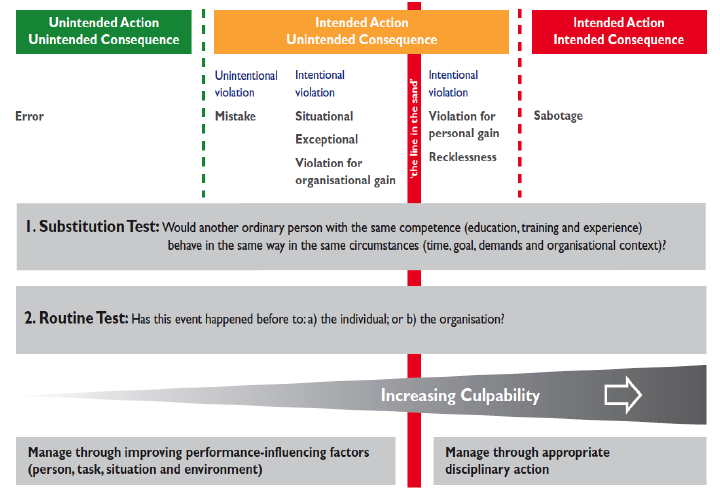 Unintended Action
Unintended Consequence
Intended Action
Unintended Consequence
Intended Action
Intended Consequence
Error
Unintentional
violation
Mistake
Intentional
violation
Situational
Exceptional
Violation for
organisational gain
'the line in the sand'
Intentional
violation
Violation for
personal gain
Recklessness
Sabotage
1. Substitution Test: Would another ordinary person with the same competence (education, training and experience)
behave in the same way in the same circumstances (time, goal, demands and organisational context)?
2. Routine Test: Has this event happened before to: a) the individual; or b) the organisation?
Increasing Culpability
Manage through improving performance-influencing factors
(person, task, situation and environment)
Manage through appropriate
disciplinary action